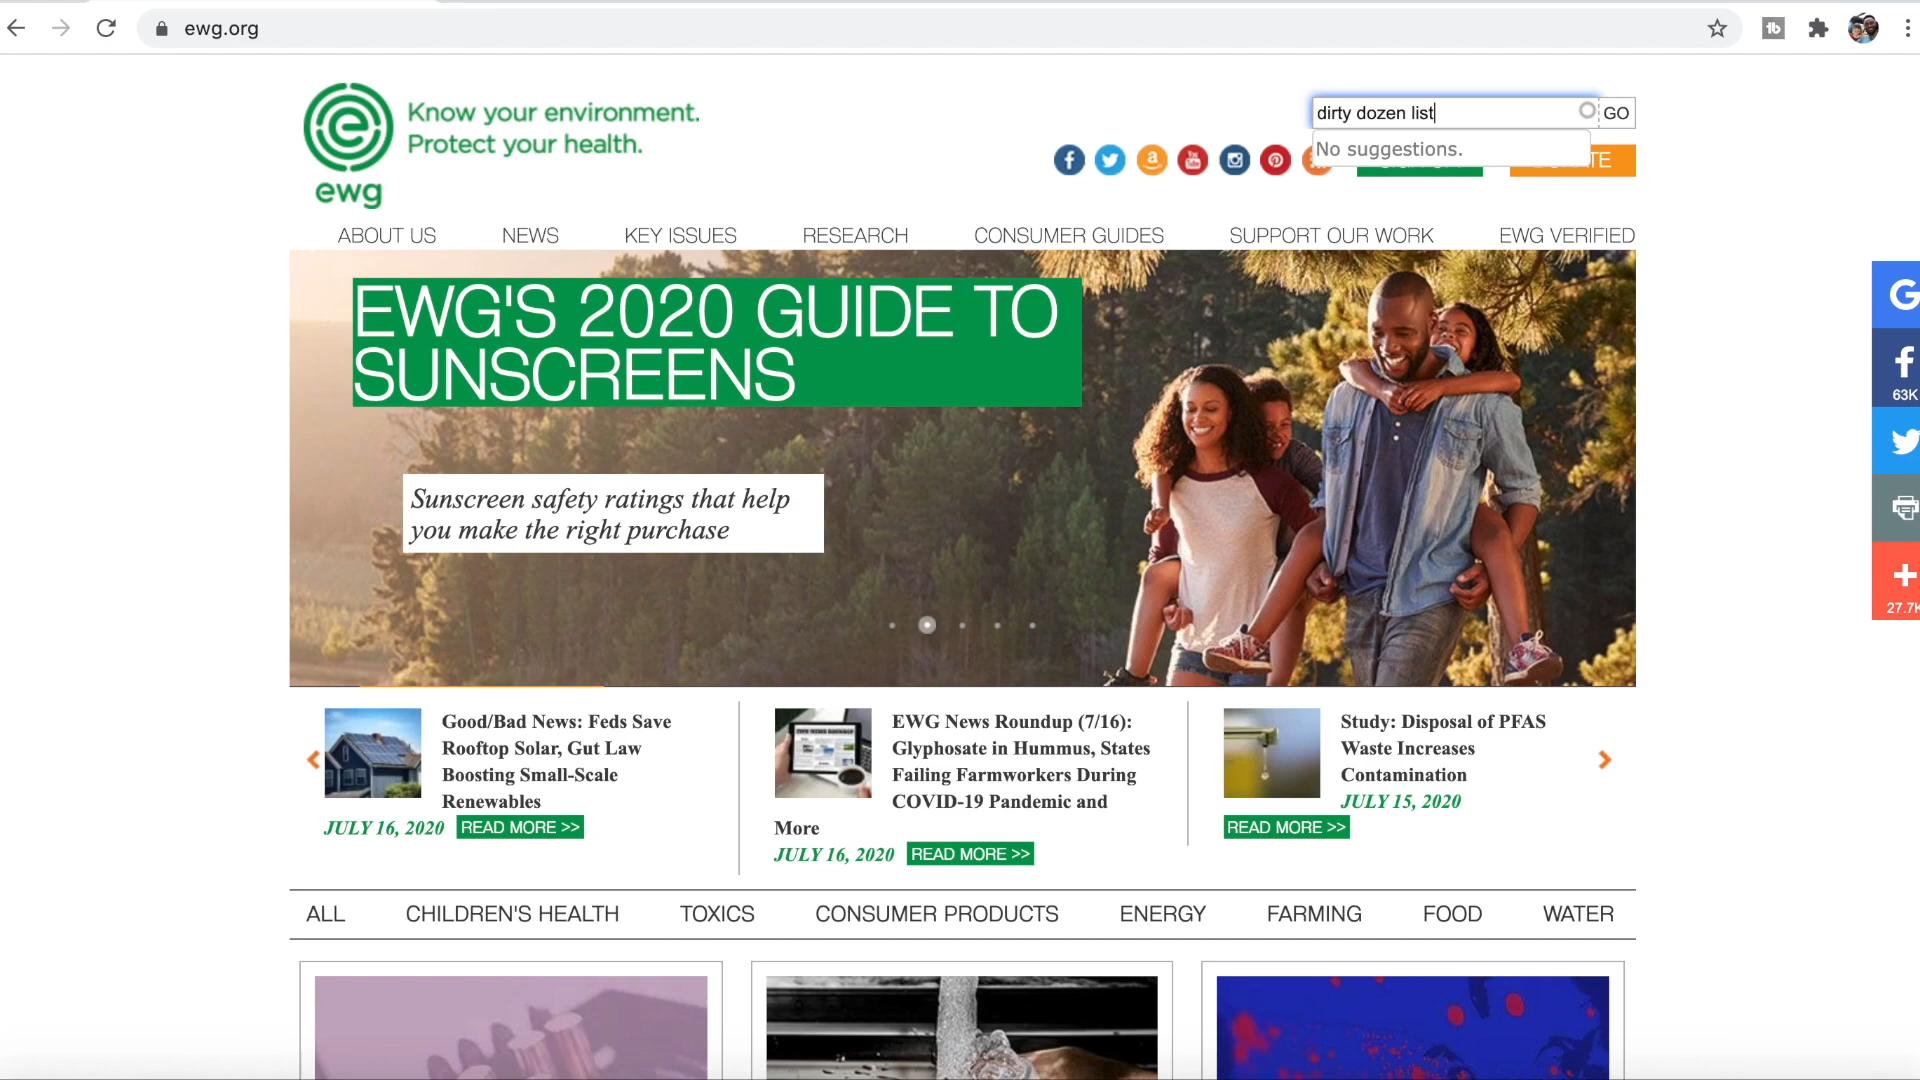 ewg.org
Know your environment.
Protect your health.
ewg
dirty dozen list
GO
No suggestions.
ABOUT US
NEWS
KEY ISSUES
RESEARCH
CONSUMER GUIDES
SUPPORT OUR WORK
EWG VERIFIED
EWG'S 2020 GUIDE TO
SUNSCREENS
Sunscreen safety ratings that help
you make the right purchase
63K
27.7K
Good/Bad News: Feds Save
Rooftop Solar, Gut Law
Boosting Small-Scale
Renewables
JULY 16, 2020 READ MORE >>
EWG News Roundup (7/16):
Glyphosate in Hummus, States
Failing Farmworkers During
COVID-19 Pandemic and
More
JULY 16, 2020 READ MORE >>
Study: Disposal of PFAS
Waste Increases
Contamination
JULY 15, 2020
READ MORE >>
ALL
CHILDREN'S HEALTH
TOXICS
CONSUMER PRODUCTS
ENERGY
FARMING
FOOD
WATER